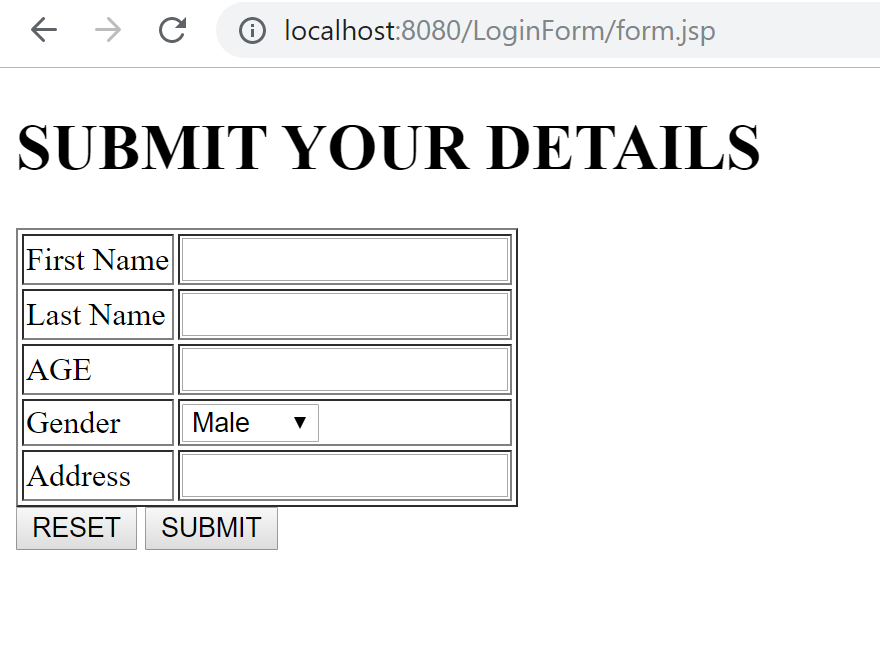 localhost:8080/LoginForm/form.jsp
SUBMIT YOUR DETAILS
First Name
Last Name
AGE
Gender Male
Address
RESET SUBMIT